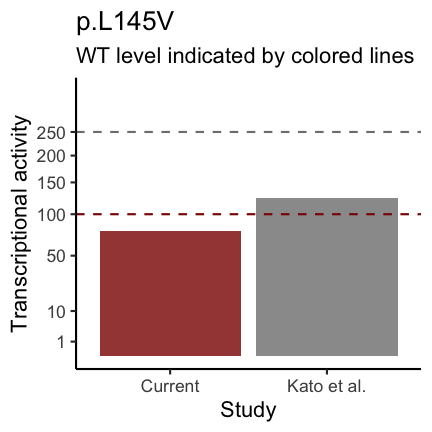 p.L145V
WT level indicated by colored lines
Transcriptional activity
250
200
150
100
50
10
1
Current
Kato et al.
Study